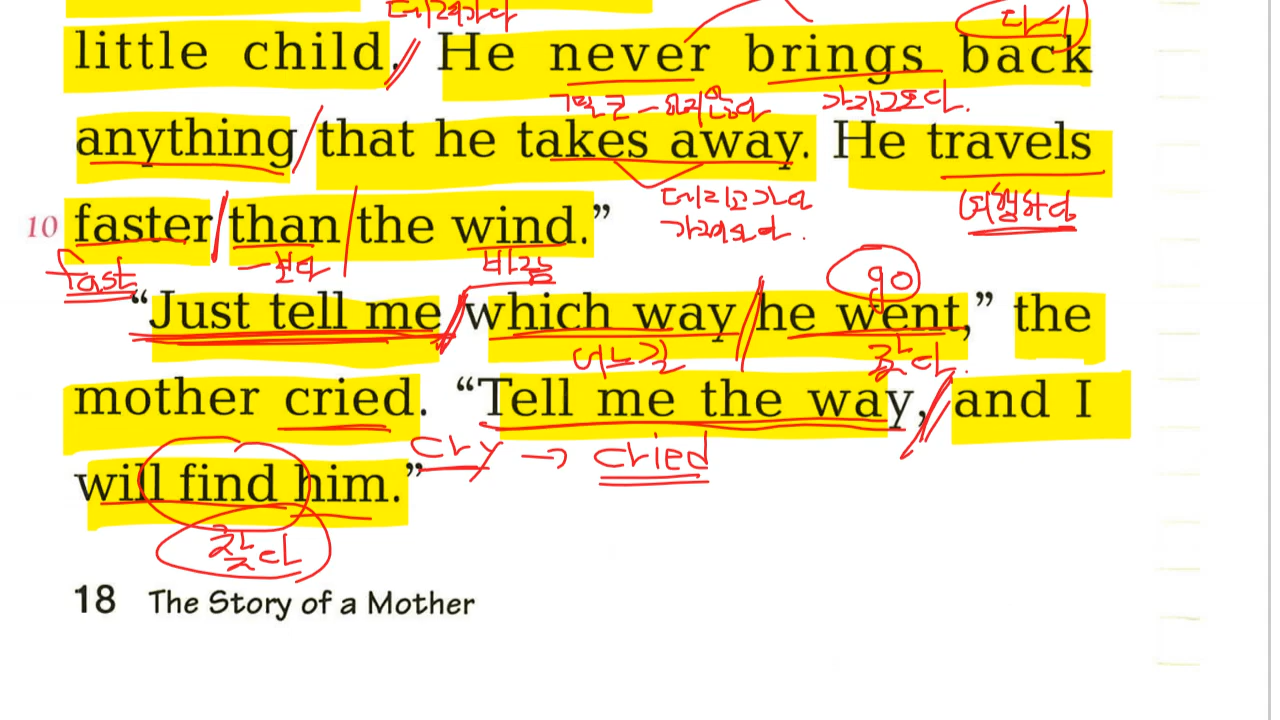 데려가다
다시
little child. He never brings back
결코 ~하지 않다 가지고오다.
anything that he takes away. He travels
데리고가다 여행하다
가져가다.
10 faster than the wind.”
fast ~보다 바람 go
“Just tell me which way he went,” the
어느길 갔다.
mother cried. “Tell me the way, and I
cry → cried
will find him.”
찾다
18 The Story of a Mother